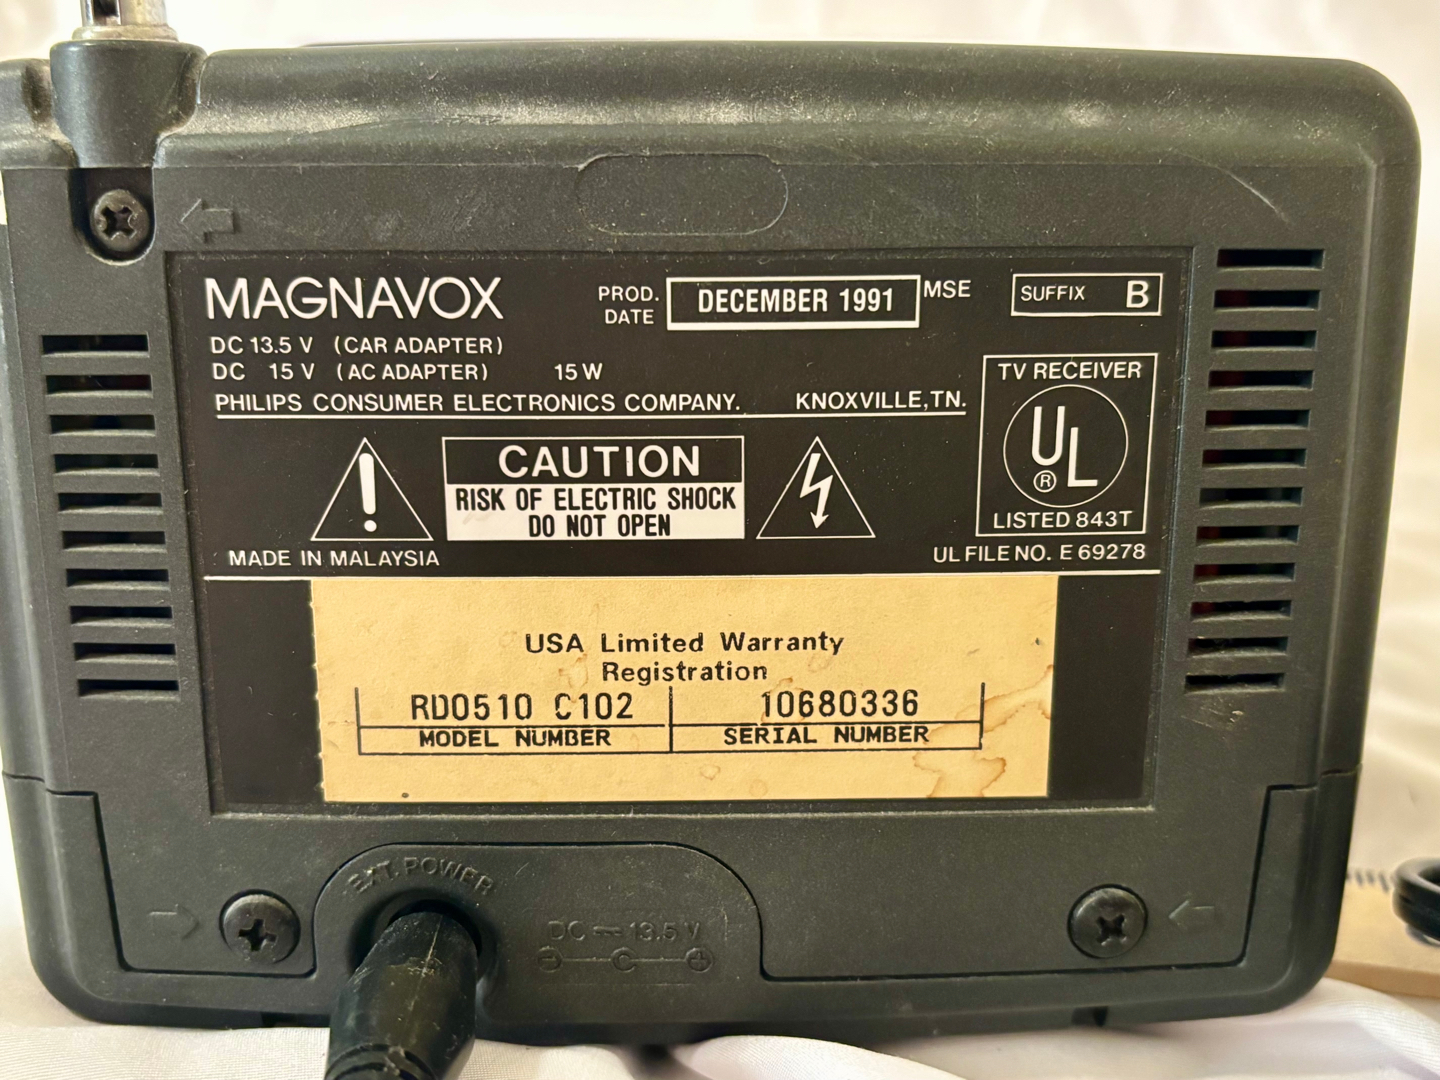 MAGNAVOX
PROD. DATE DECEMBER 1991 MSE
SUFFIX B
DC 13.5 V (CAR ADAPTER)
DC 15 V (AC ADAPTER) 15 W
PHILIPS CONSUMER ELECTRONICS COMPANY. KNOXVILLE, TN.
TV RECEIVER
UL
®
LISTED 843T
UL FILE NO. E 69278
CAUTION
RISK OF ELECTRIC SHOCK
DO NOT OPEN
MADE IN MALAYSIA
USA Limited Warranty
Registration
RD0510 C102 10680336
MODEL NUMBER SERIAL NUMBER
EXT. POWER
DC 13.5 V